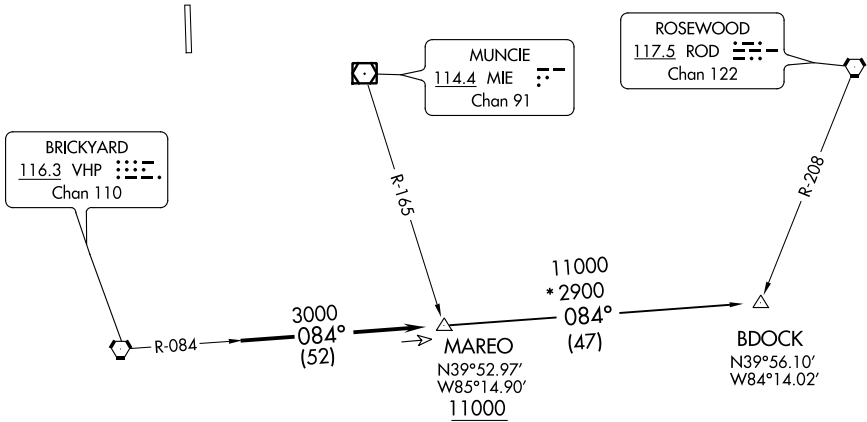 ROSEWOOD
117.5 ROD
Chan 122
MUNCIE
114.4 MIE
Chan 91
BRICKYARD
116.3 VHP
Chan 110
R-165
R-208
R-084
3000
084°
(52)
11000
*2900
084°
(47)
MAREO
N39°52.97'
W85°14.90'
11000
BDOCK
N39°56.10'
W84°14.02'